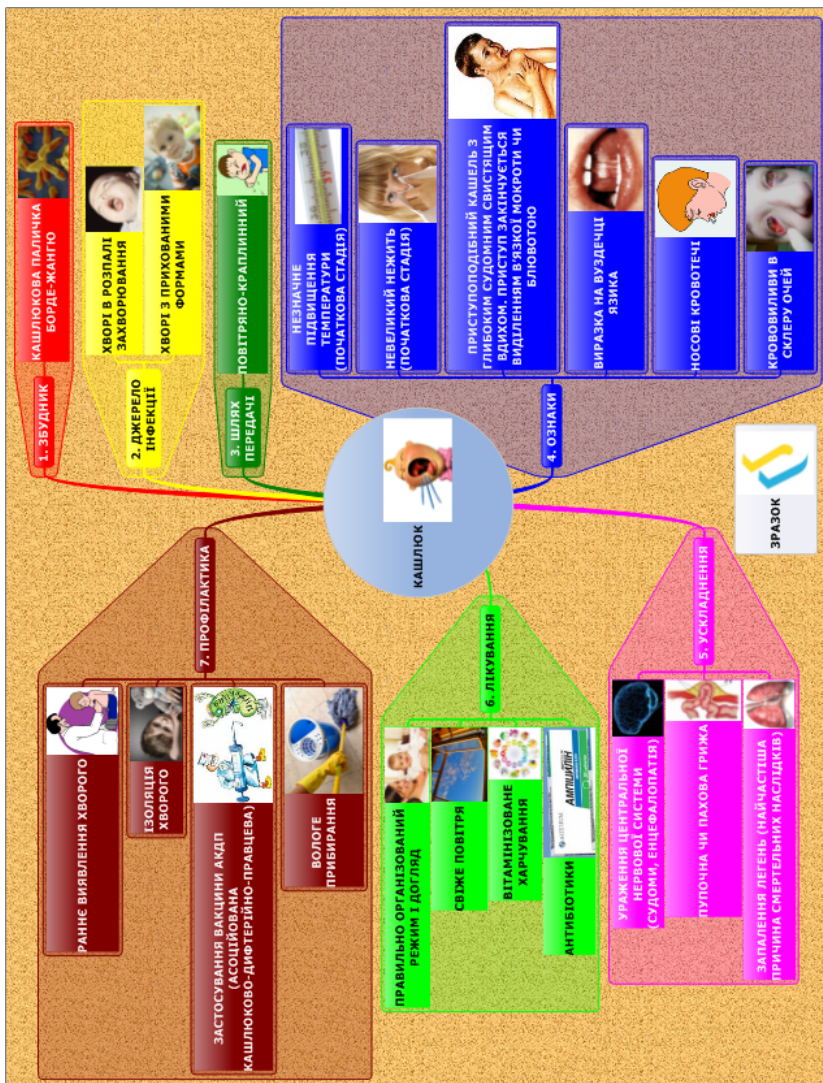 КАШЛЮК
1. ЗБУДНИК
КАШЛЮКОВА ПАЛИЧКА
БОРДЕ-ЖАНГЮ
2. ДЖЕРЕЛО
ІНФЕКЦІЇ
ХВОРІ В РОЗПАЛІ
ЗАХВОРЮВАННЯ
ХВОРІ З ПРИХОВАНИМИ
ФОРМАМИ
3. ШЛЯХ
ПЕРЕДАЧІ
ПОВІТРЯНО-КРАПЛИННИЙ
4. ОЗНАКИ
НЕЗНАЧНЕ
ПІДВИЩЕННЯ
ТЕМПЕРАТУРИ
(ПОЧАТКОВА СТАДІЯ)
НЕВЕЛИКИЙ НЕЖИТЬ
(ПОЧАТКОВА СТАДІЯ)
ПРИСТУПОПОДІБНИЙ КАШЕЛЬ З
ГЛИБОКИМ СУДОМНИМ СВИСТЯЩИМ
ВДИХОМ. ПРИСТУП ЗАКІНЧУЄТЬСЯ
ВИДІЛЕННЯМ В'ЯЗКОЇ МОКРОТИ ЧИ
БЛЮВОТОЮ
ВИРАЗКА НА ВУЗДЕЧЦІ
ЯЗИКА
НОСОВІ КРОВОТЕЧІ
КРОВОВИЛИВИ В
СКЛЕРУ ОЧЕЙ
5. УСКЛАДНЕННЯ
УРАЖЕННЯ ЦЕНТРАЛЬНОЇ
НЕРВОВОЇ СИСТЕМИ
(СУДОМИ, ЕНЦЕФАЛОПАТІЯ)
ПУПОЧНА ЧИ ПАХОВА ГРИЖА
ЗАПАЛЕННЯ ЛЕГЕНЬ (НАЙЧАСТІША
ПРИЧИНА СМЕРТЕЛЬНИХ НАСЛІДКІВ)
6. ЛІКУВАННЯ
ПРАВИЛЬНО ОРГАНІЗОВАНИЙ
РЕЖИМ І ДОГЛЯД
СВІЖЕ ПОВІТРЯ
ВІТАМІНІЗОВАНЕ
ХАРЧУВАННЯ
АНТИБІОТИКИ
АМПІЦИЛІН
7. ПРОФІЛАКТИКА
РАННЄ ВИЯВЛЕННЯ ХВОРОГО
ІЗОЛЯЦІЯ
ХВОРОГО
ЗАСТОСУВАННЯ ВАКЦИНИ АКДП
(АСОЦІЙОВАНА
КАШЛЮКОВО-ДИФТЕРІЙНО-ПРАВЦЕВА)
ВОЛОГЕ
ПРИБИРАННЯ
ЗРАЗОК